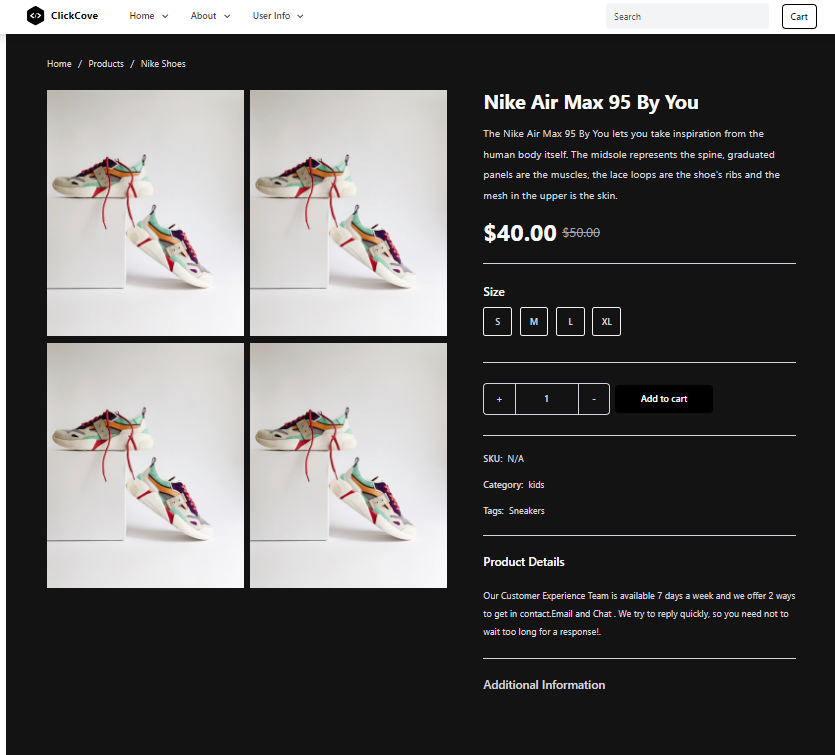 ClickCove
Home
About
User Info
Search
Cart
Home / Products / Nike Shoes
Nike Air Max 95 By You
The Nike Air Max 95 By You lets you take inspiration from the
human body itself. The midsole represents the spine, graduated
panels are the muscles, the lace loops are the shoe's ribs and the
mesh in the upper is the skin.
$40.00 $50.00
Size
S M L XL
+ 1 - Add to cart
SKU: N/A
Category: kids
Tags: Sneakers
Product Details
Our Customer Experience Team is available 7 days a week and we offer 2 ways
to get in contact.Email and Chat . We try to reply quickly, so you need not to
wait too long for a response!.
Additional Information